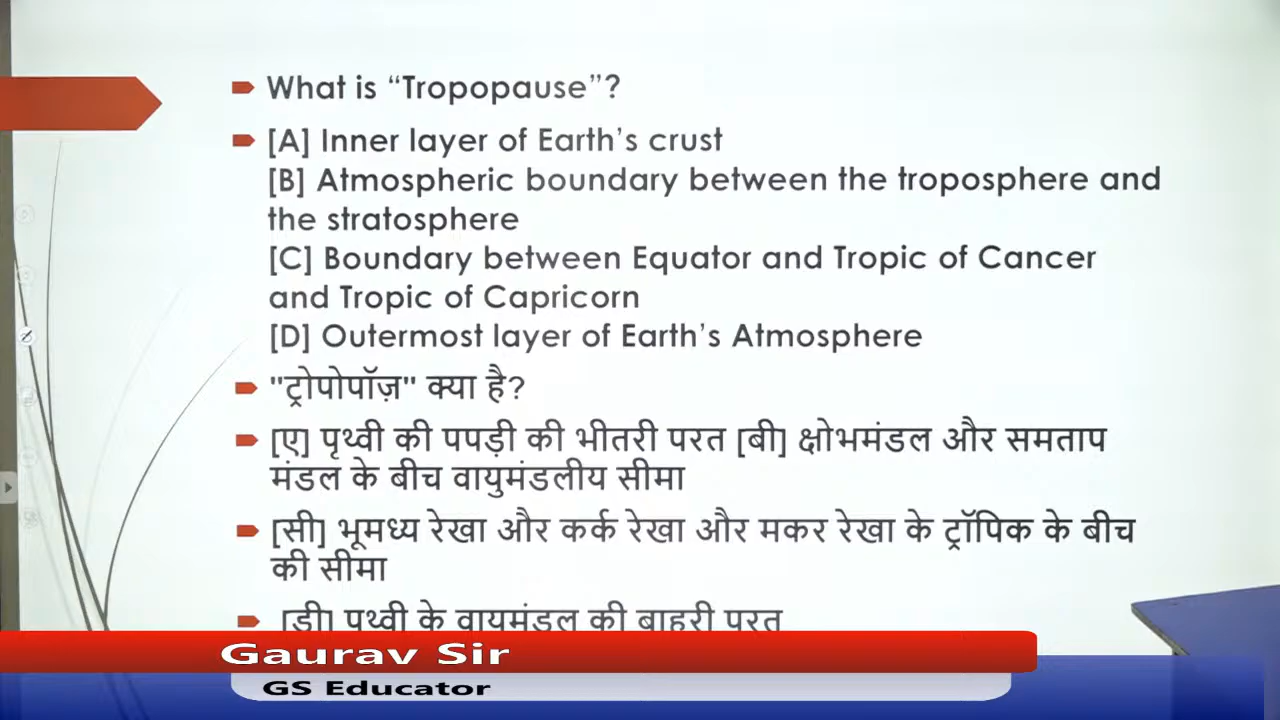 What is “Tropopause”?
[A] Inner layer of Earth’s crust
[B] Atmospheric boundary between the troposphere and
the stratosphere
[C] Boundary between Equator and Tropic of Cancer
and Tropic of Capricorn
[D] Outermost layer of Earth’s Atmosphere
"ट्रोपोपॉज़" क्या है?
[ए] पृथ्वी की पपड़ी की भीतरी परत [बी] क्षोभमंडल और समताप
मंडल के बीच वायुमंडलीय सीमा
[सी] भूमध्य रेखा और कर्क रेखा और मकर रेखा के ट्रॉपिक के बीच
की सीमा
[डी] पृथ्वी के वायुमंडल की बाहरी परत
Gaurav Sir
GS Educator